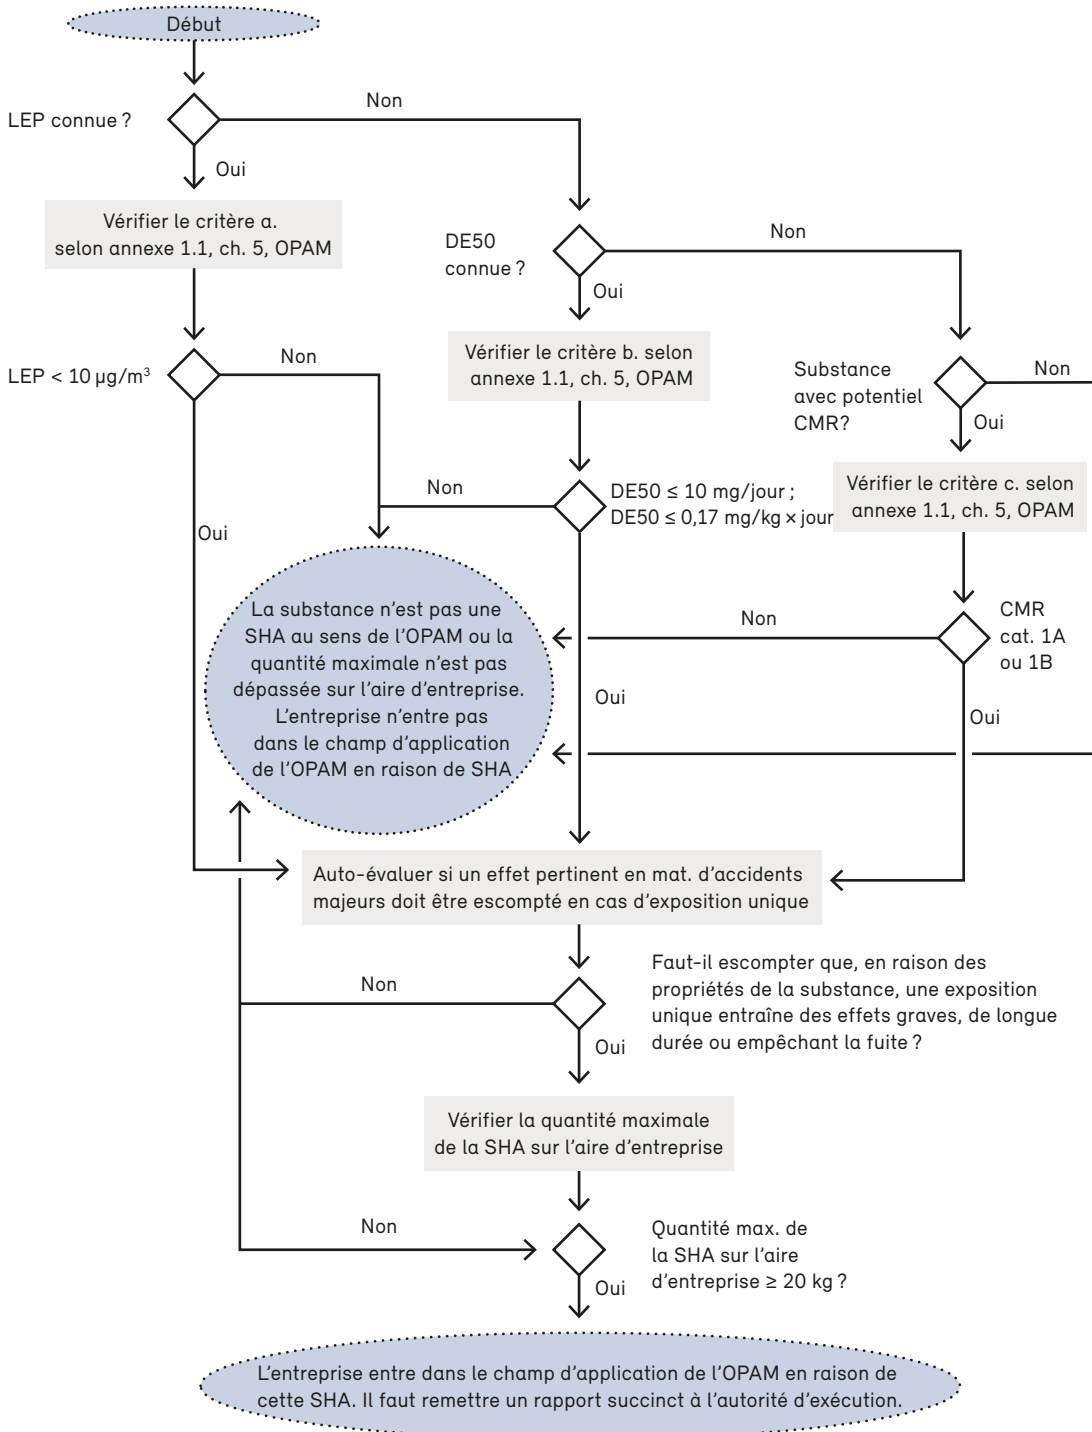 Début
LEP connue ?
Non
Oui
Vérifier le critère a.
selon annexe 1.1, ch. 5, OPAM
DE50
connue ?
Non
Oui
LEP < 10 µg/m³
Non
Vérifier le critère b. selon
annexe 1.1, ch. 5, OPAM
Substance
avec potentiel
CMR?
Non
Oui
Oui
Non
DE50 ≤ 10 mg/jour ;
DE50 ≤ 0,17 mg/kg × jour
Vérifier le critère c. selon
annexe 1.1, ch. 5, OPAM
La substance n’est pas une
SHA au sens de l’OPAM ou la
quantité maximale n’est pas
dépassée sur l’aire d’entreprise.
L’entreprise n’entre pas
dans le champ d’application
de l’OPAM en raison de SHA
Non
CMR
cat. 1A
ou 1B
Oui
Oui
Auto-évaluer si un effet pertinent en mat. d’accidents
majeurs doit être escompté en cas d’exposition unique
Non
Faut-il escompter que, en raison des
propriétés de la substance, une exposition
unique entraîne des effets graves, de longue
durée ou empêchant la fuite ?
Oui
Vérifier la quantité maximale
de la SHA sur l’aire d’entreprise
Non
Quantité max. de
la SHA sur l’aire
d’entreprise ≥ 20 kg ?
Oui
L’entreprise entre dans le champ d’application de l’OPAM en raison de
cette SHA. Il faut remettre un rapport succinct à l’autorité d’exécution.